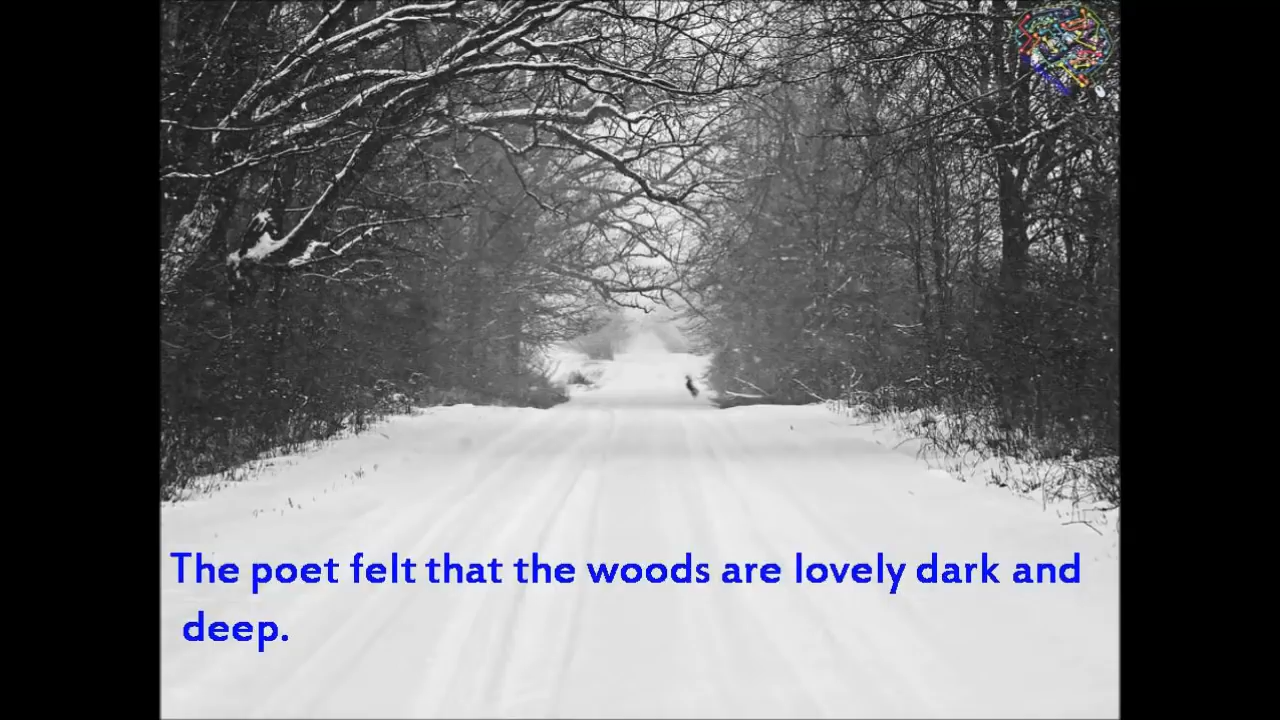 The poet felt that the woods are lovely dark and
deep.